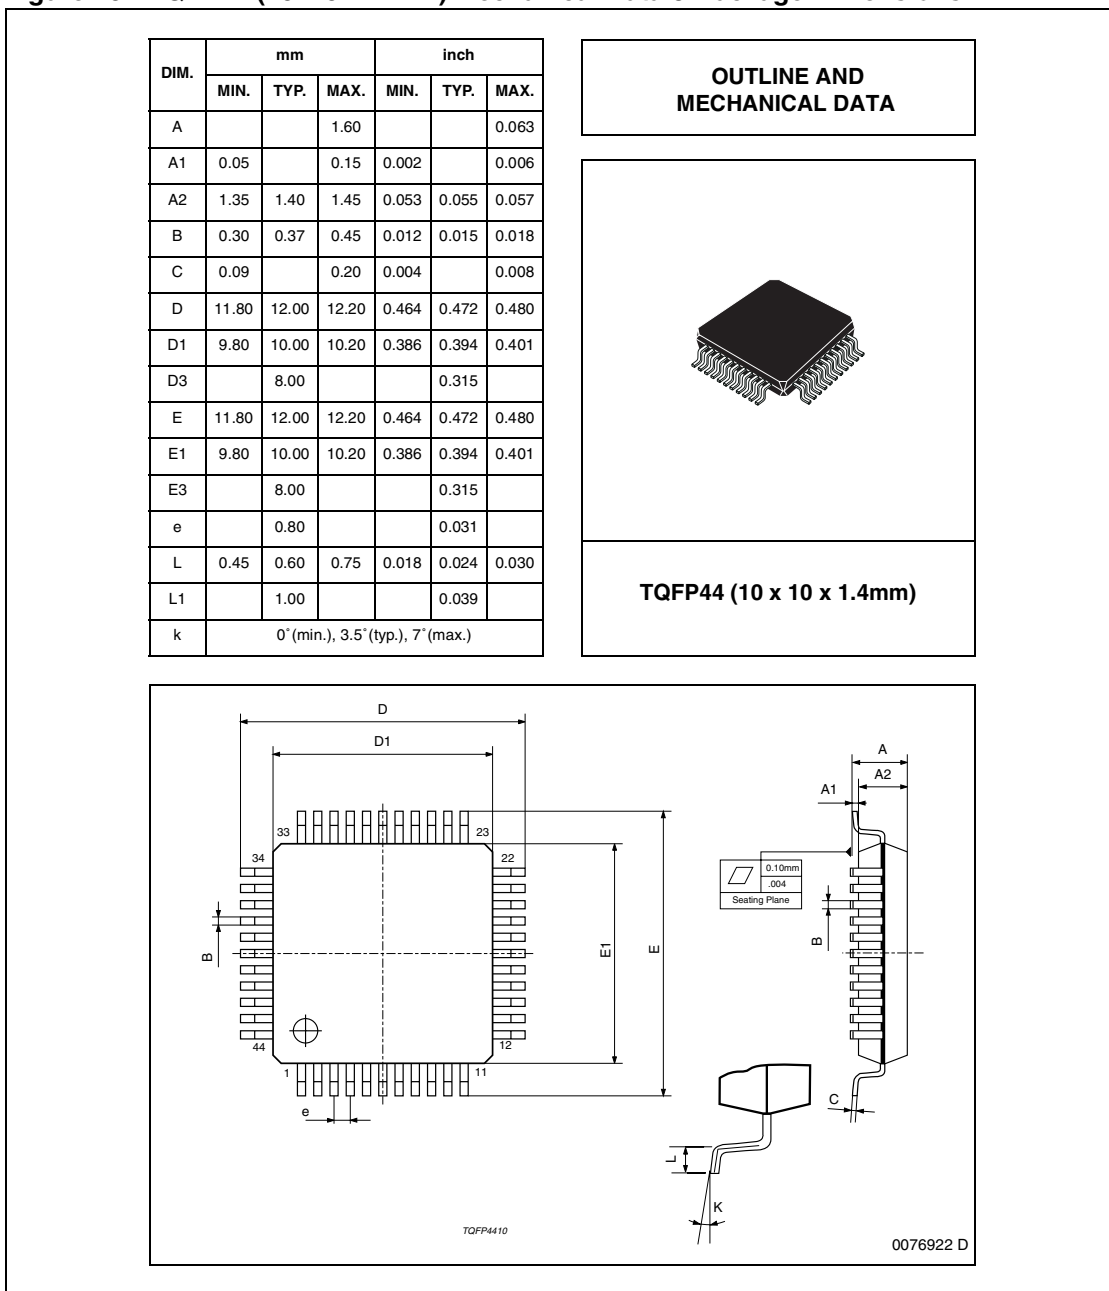 DIM. mm inch
MIN. TYP. MAX. MIN. TYP. MAX.
A 1.60 0.063
A1 0.05 0.15 0.002 0.006
A2 1.35 1.40 1.45 0.053 0.055 0.057
B 0.30 0.37 0.45 0.012 0.015 0.018
C 0.09 0.20 0.004 0.008
D 11.80 12.00 12.20 0.464 0.472 0.480
D1 9.80 10.00 10.20 0.386 0.394 0.401
D3 8.00 0.315
E 11.80 12.00 12.20 0.464 0.472 0.480
E1 9.80 10.00 10.20 0.386 0.394 0.401
E3 8.00 0.315
e 0.80 0.031
L 0.45 0.60 0.75 0.018 0.024 0.030
L1 1.00 0.039
k 0˚(min.), 3.5˚(typ.), 7˚(max.)
OUTLINE AND
MECHANICAL DATA
TQFP44 (10 x 10 x 1.4mm)
D
D1
A
A2
A1
33 23
34 22
0.10mm
.004
Seating Plane
B
E1
E
B
44 12
1 11
e
C
L
K
TQFP4410
0076922 D